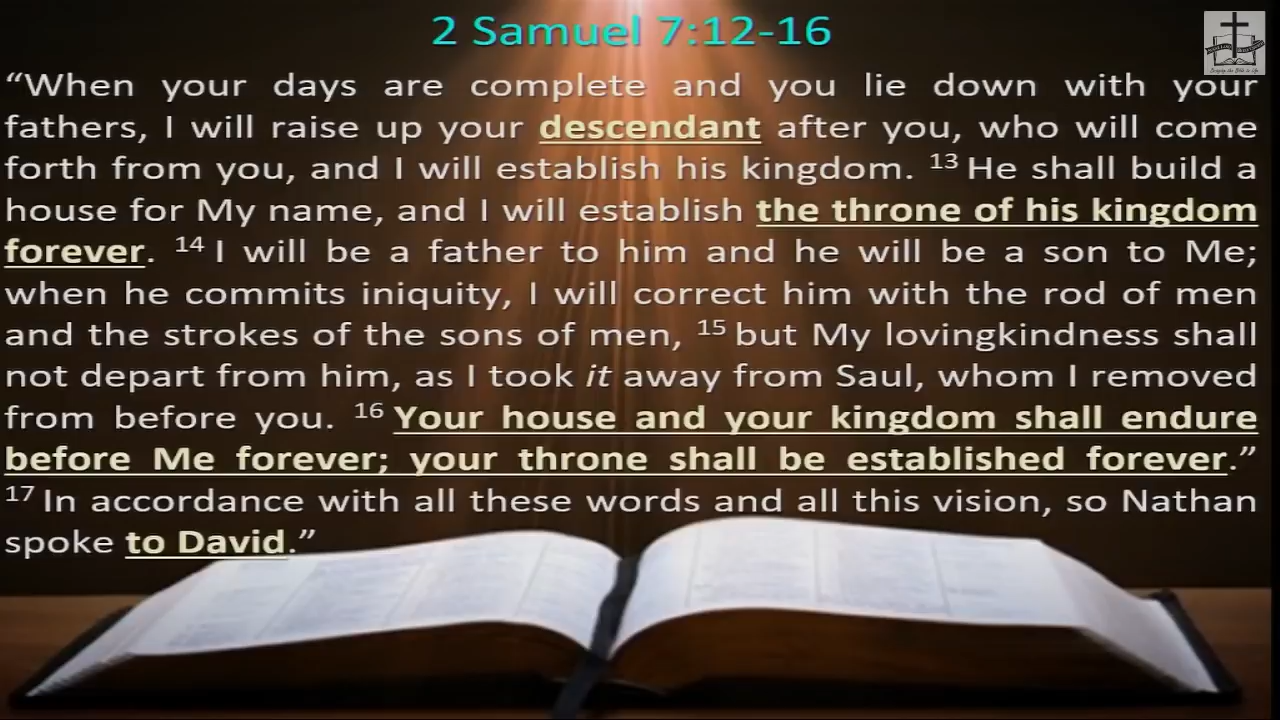 2 Samuel 7:12-16
“When your days are complete and you lie down with your
fathers, I will raise up your descendant after you, who will come
forth from you, and I will establish his kingdom. 13 He shall build a
house for My name, and I will establish the throne of his kingdom
forever. 14 I will be a father to him and he will be a son to Me;
when he commits iniquity, I will correct him with the rod of men
and the strokes of the sons of men, 15 but My lovingkindness shall
not depart from him, as I took it away from Saul, whom I removed
from before you. 16 Your house and your kingdom shall endure
before Me forever; your throne shall be established forever.”
17 In accordance with all these words and all this vision, so Nathan
spoke to David.”